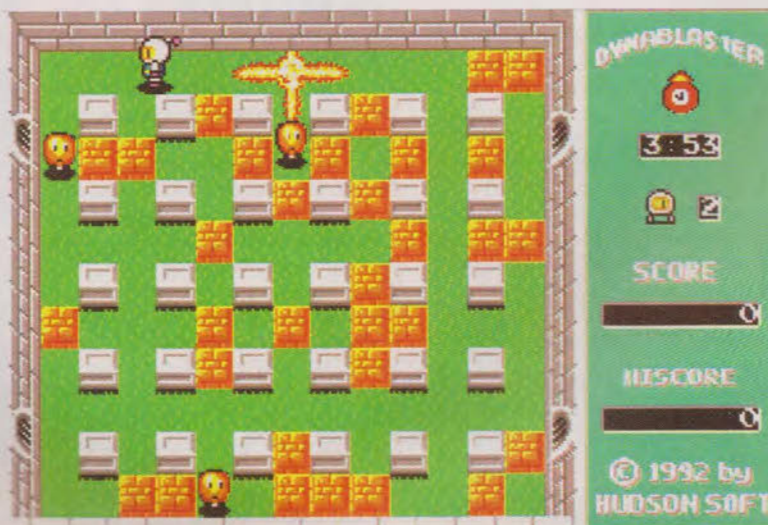 DYNABLASTER
3:53
2
SCORE
0
HISCORE
0
© 1992 by
HUDSON SOFT